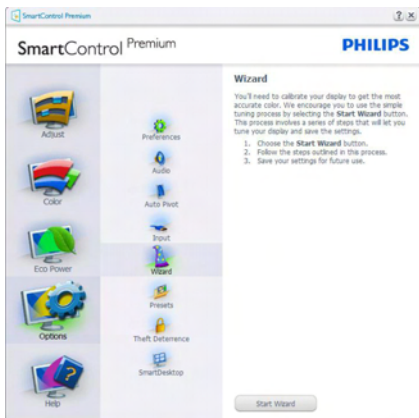 SmartControl Premium
SmartControl Premium
PHILIPS
Adjust
Color
Eco Power
Options
Help
Preferences
Audio
Auto Pivot
Input
Wizard
Presets
Theft Deterrence
SmartDesktop
Wizard
You'll need to calibrate your display to get the most
accurate color. We encourage you to use the simple
tuning process by selecting the Start Wizard button.
This process involves a series of steps that will let you
tune your display and save the settings.
1. Choose the Start Wizard button.
2. Follow the steps outlined in this process.
3. Save your settings for future use.
Start Wizard